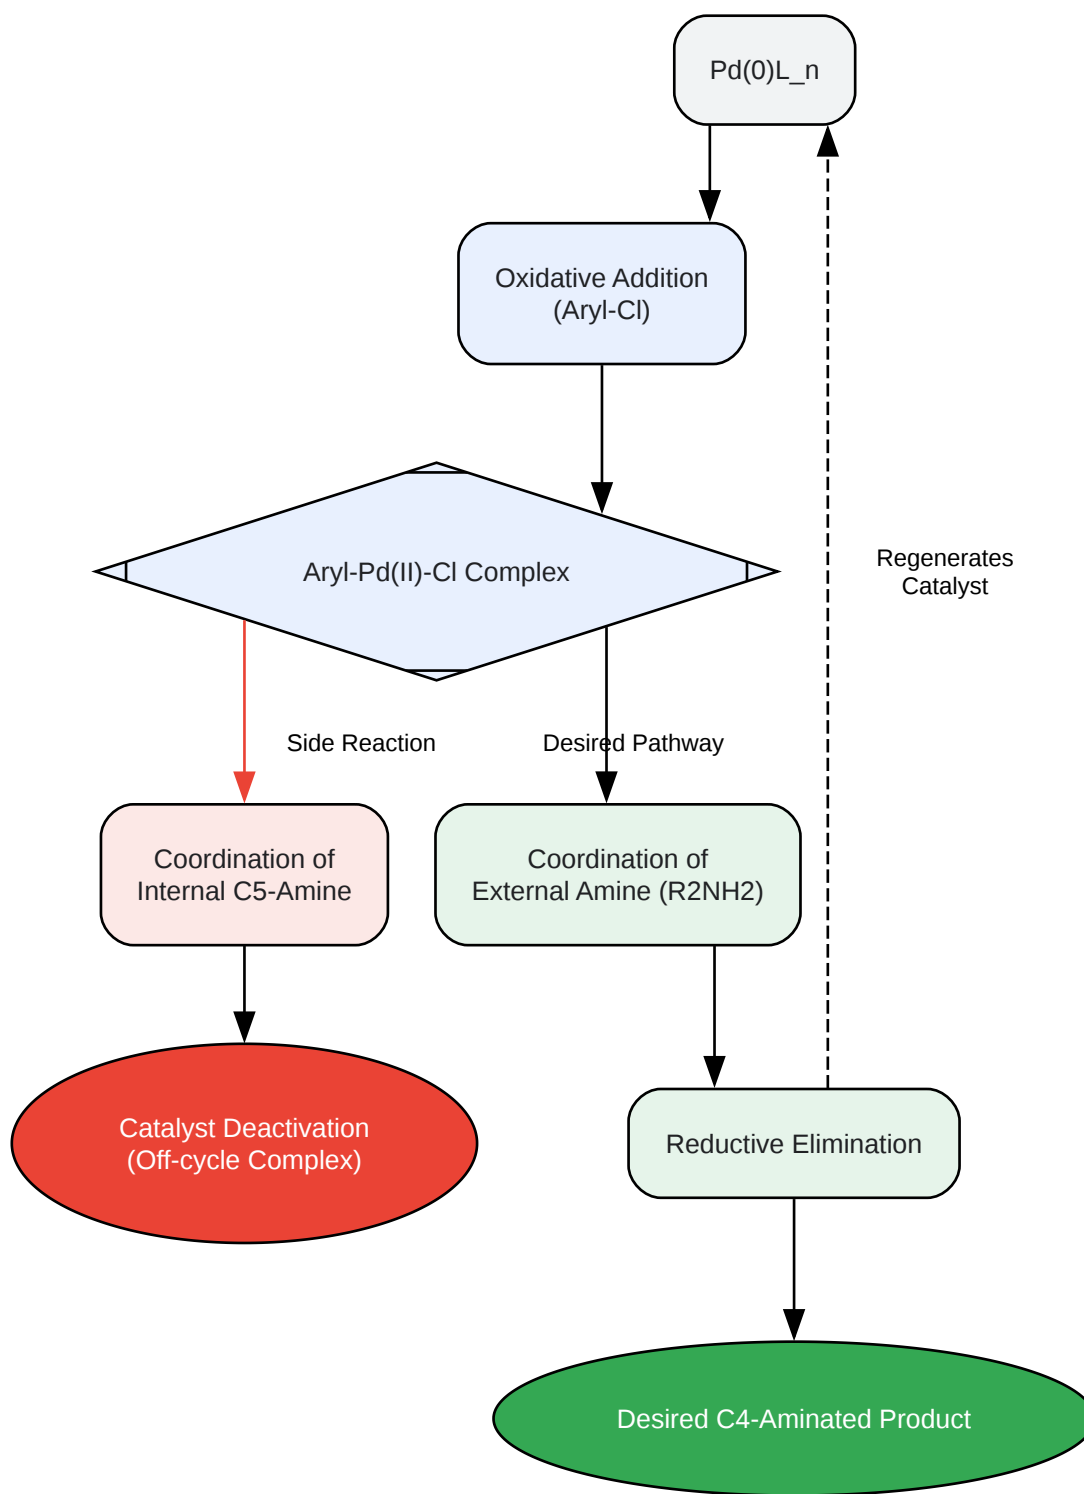 Pd(0)L_n
Oxidative Addition
(Aryl-Cl)
Aryl-Pd(II)-Cl Complex
Regenerates
Catalyst
Side Reaction
Desired Pathway
Coordination of
Internal C5-Amine
Coordination of
External Amine (R2NH2)
Catalyst Deactivation
(Off-cycle Complex)
Reductive Elimination
Desired C4-Aminated Product